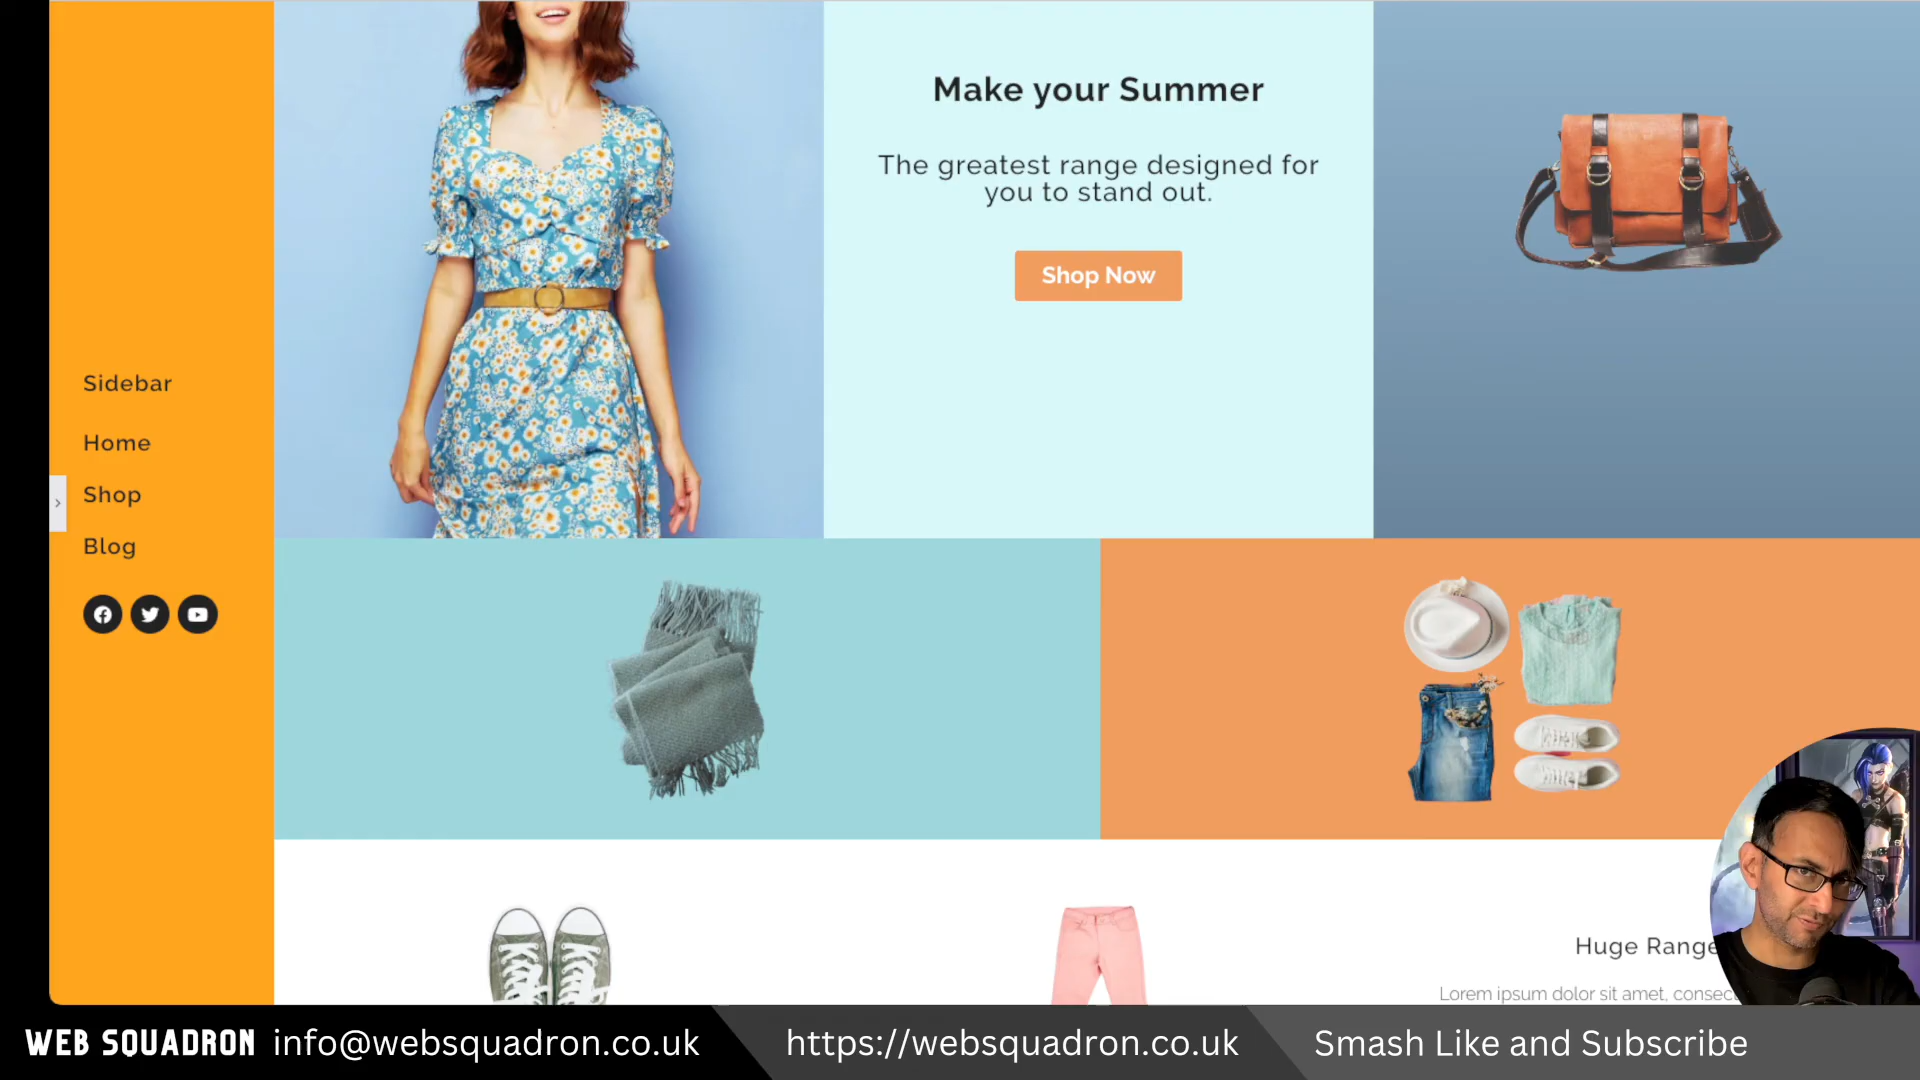 Make your Summer
The greatest range designed for
you to stand out.
Shop Now
Sidebar
Home
Shop
Blog
Huge Range
Lorem ipsum dolor sit amet,
WEB SQUADRON info@websquadron.co.uk
https://websquadron.co.uk
Smash Like and Subscribe